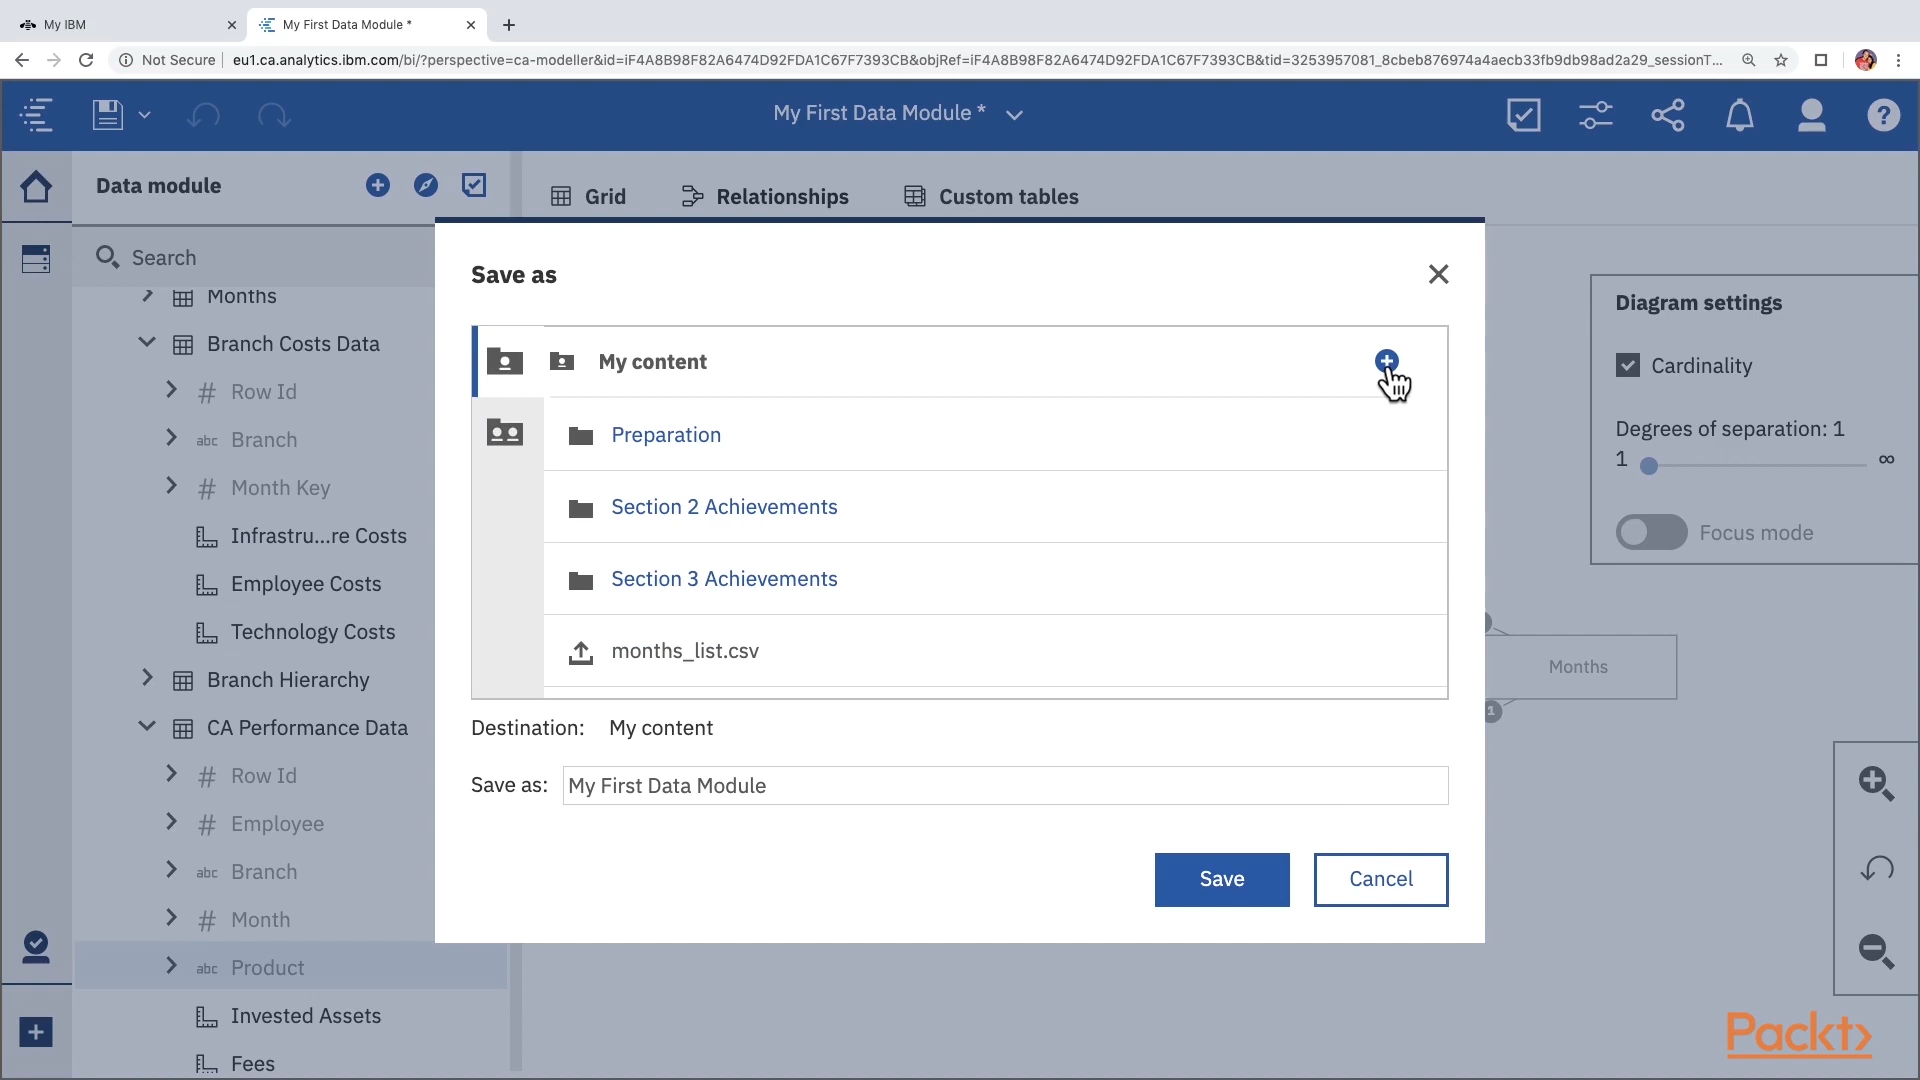 My IBM
My First Data Module *
Not Secure
eu1.ca.analytics.ibm.com/bi/?perspective=ca-modeller&id=iF4A8B98F82A6474D92FDA1C67F7393CB&objRef=iF4A8B98F82A6474D92FDA1C67F7393CB&tid=3253957081_8cbeb876974a4aecb33fb9db98ad2a29_sessionT...
My First Data Module *
Data module
Grid
Relationships
Custom tables
Search
Months
Branch Costs Data
# Row Id
abc Branch
# Month Key
Infrastru...re Costs
Employee Costs
Technology Costs
Branch Hierarchy
CA Performance Data
# Row Id
# Employee
abc Branch
# Month
abc Product
Invested Assets
Fees
Save as
My content
Preparation
Section 2 Achievements
Section 3 Achievements
months_list.csv
Destination: My content
Save as: My First Data Module
Save
Cancel
Diagram settings
Cardinality
Degrees of separation: 1
1 ∞
Focus mode
Months
1
Packt>